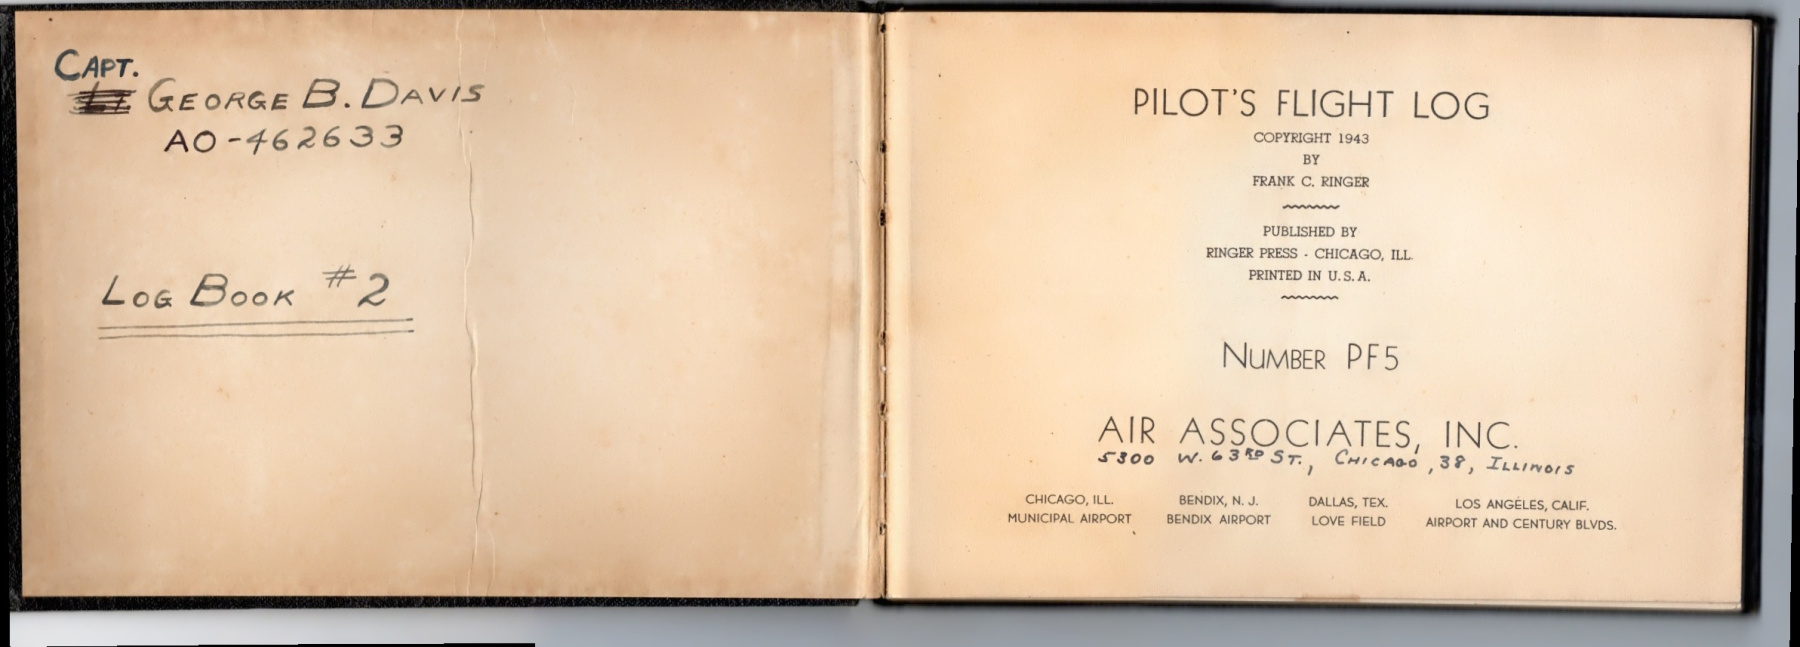 CAPT.
GEORGE B. DAVIS
AO-462633
LOG BOOK #2
PILOT'S FLIGHT LOG
COPYRIGHT 1943
BY
FRANK C. RINGER
PUBLISHED BY
RINGER PRESS - CHICAGO, ILL.
PRINTED IN U.S.A.
NUMBER PF5
AIR ASSOCIATES, INC.
5300 W. 63RD ST., CHICAGO, 38, ILLINOIS
CHICAGO, ILL.
MUNICIPAL AIRPORT
BENDIX, N. J.
BENDIX AIRPORT
DALLAS, TEX.
LOVE FIELD
LOS ANGELES, CALIF.
AIRPORT AND CENTURY BLVDS.